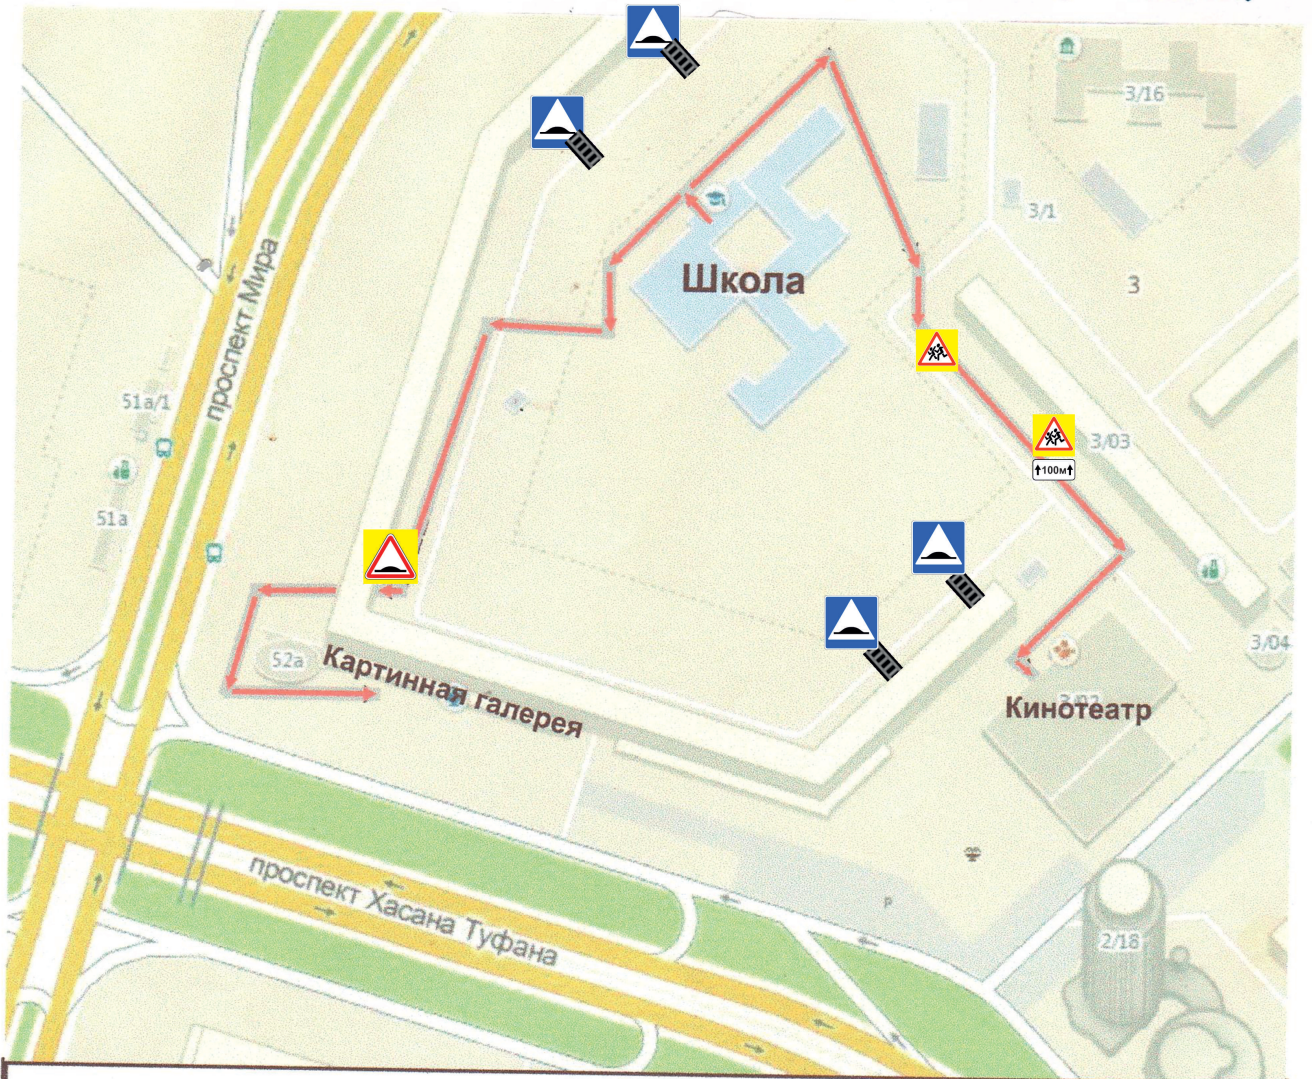 3/16
3/1
3
проспект Мира
Школа
51а/1
3/03
↑100м↑
51а
3/04
52а
Картинная галерея
Кинотеатр
проспект Хасана Туфана
р
2/18